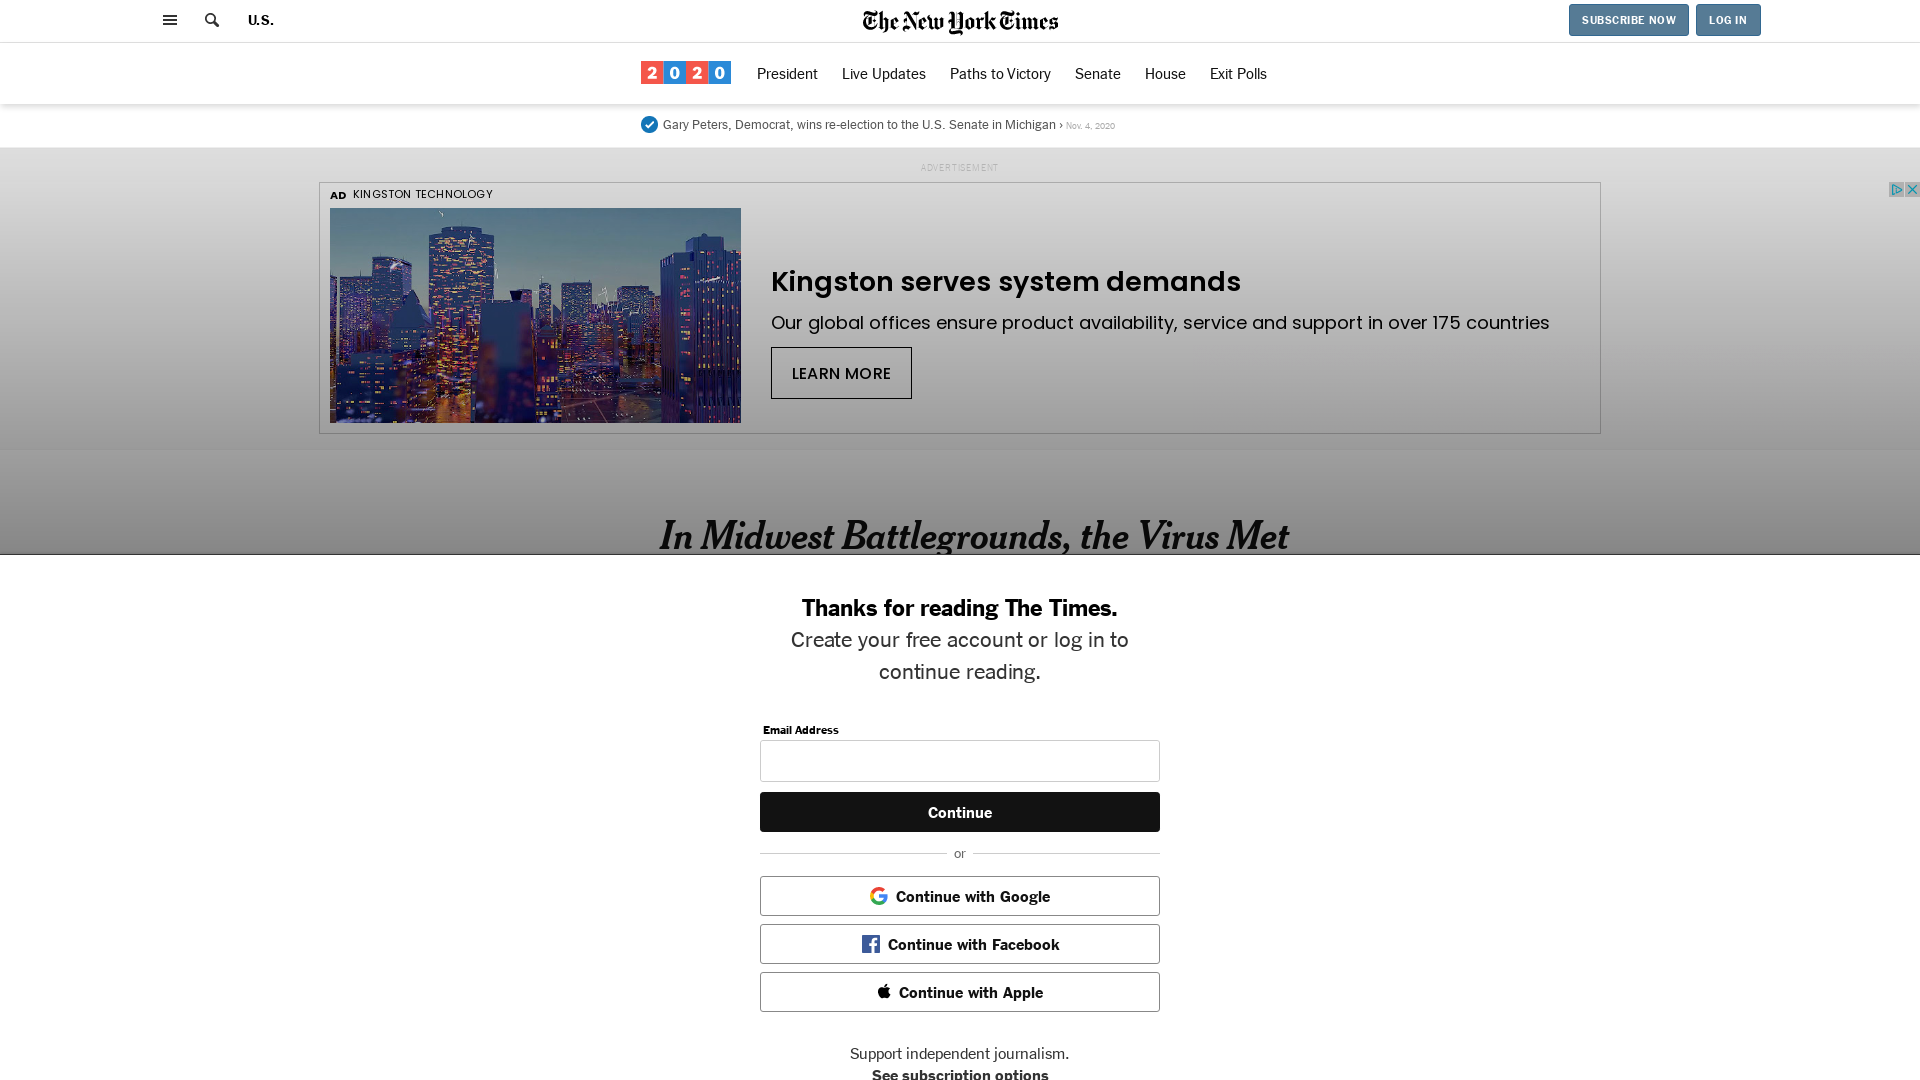 U.S.
The New York Times
SUBSCRIBE NOW
LOG IN
2020
President
Live Updates
Paths to Victory
Senate
House
Exit Polls
Gary Peters, Democrat, wins re-election to the U.S. Senate in Michigan › Nov. 4, 2020
ADVERTISEMENT
AD KINGSTON TECHNOLOGY
Kingston serves system demands
Our global offices ensure product availability, service and support in over 175 countries
LEARN MORE
In Midwest Battlegrounds, the Virus Met
Thanks for reading The Times.
Create your free account or log in to
continue reading.
Email Address
Continue
or
Continue with Google
Continue with Facebook
Continue with Apple
Support independent journalism.
See subscription options